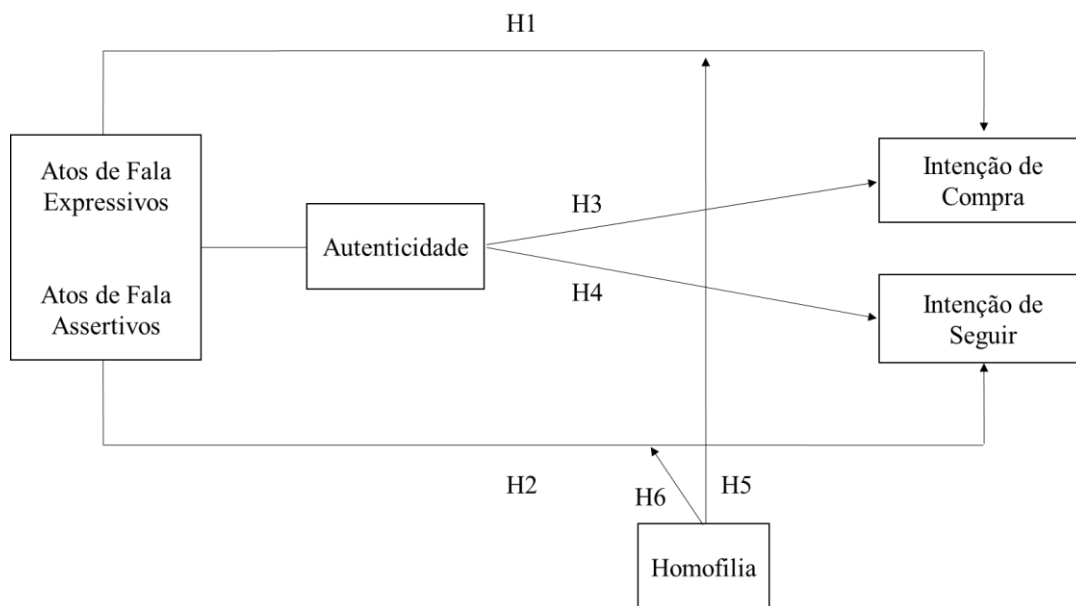 H1
Atos de Fala
Expressivos
Atos de Fala
Assertivos
Autenticidade
H3
H4
Intenção de
Compra
Intenção de
Seguir
H2
H6
H5
Homofilia